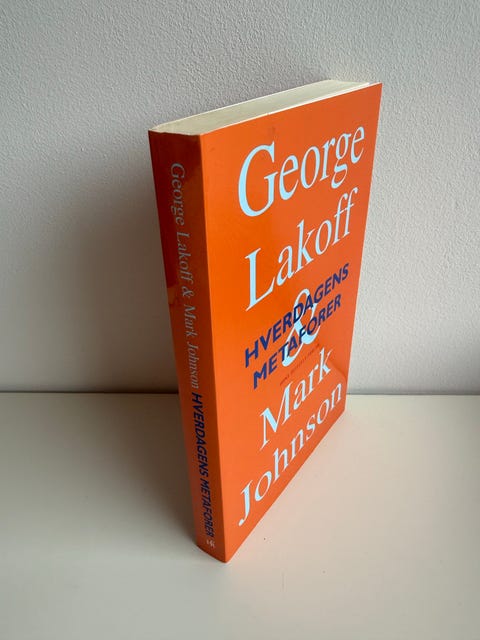 George
Lakoff
&
HVERDAGENS
METAFORER
Mark
Johnson
George Lakoff & Mark Johnson HVERDAGENS METAFORER